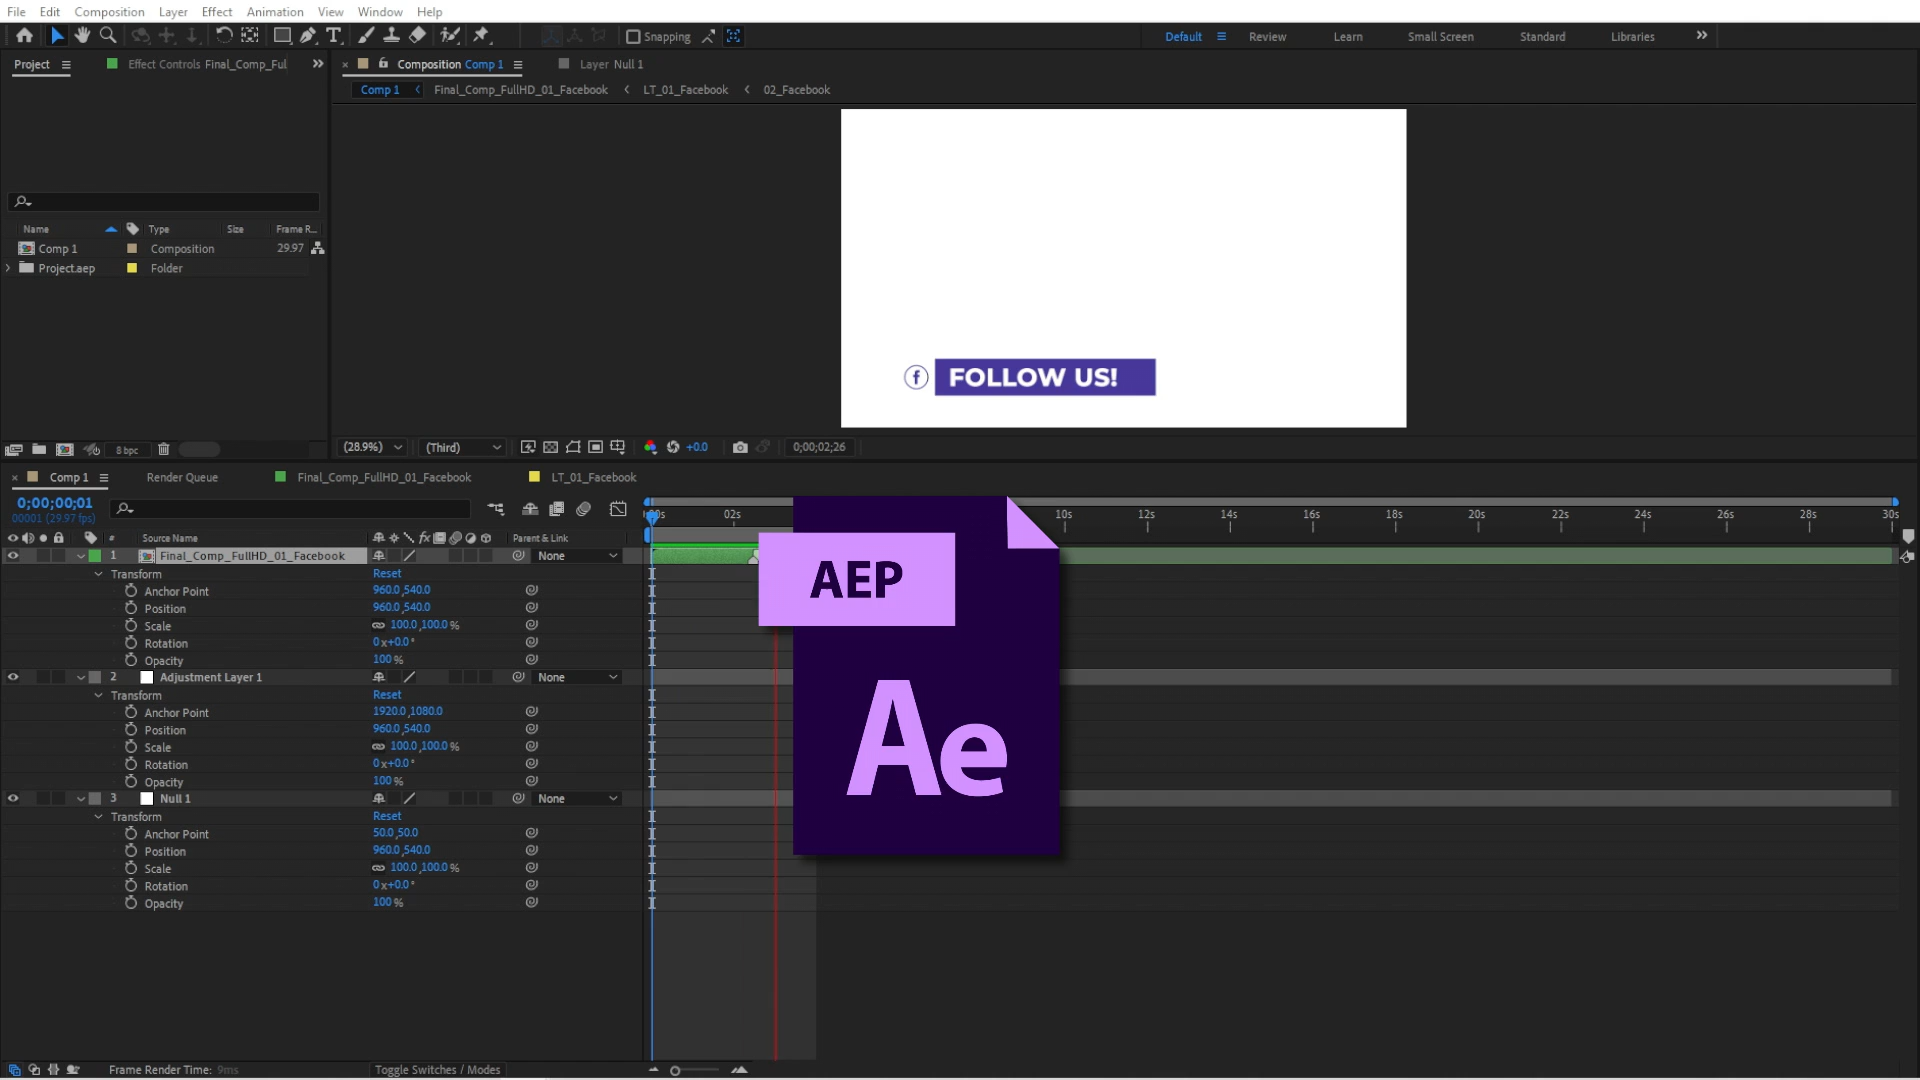 File Edit Composition Layer Effect Animation View Window Help
Snapping
Default Review Learn Small Screen Standard Libraries
Project Effect Controls Final_Comp_Ful
Composition Comp 1 Layer Null 1
Comp 1 Final_Comp_FullHD_01_Facebook LT_01_Facebook 02_Facebook
Name Type Size Frame R...
Comp 1 Composition 29.97
Project.aep Folder
FOLLOW US!
8 bpc
(28.9%) (Third) +0.0 0;00;02;26
Comp 1 Render Queue Final_Comp_FullHD_01_Facebook LT_01_Facebook
0;00;00;01
00001 (29.97 fps)
02s 10s 12s 14s 16s 18s 20s 22s 24s 26s 28s 30s
# Source Name Parent & Link
1 Final_Comp_FullHD_01_Facebook None
Transform Reset
Anchor Point 960.0,540.0
Position 960.0,540.0
Scale 100.0,100.0%
Rotation 0x+0.0°
Opacity 100%
2 Adjustment Layer 1 None
Transform Reset
Anchor Point 1920.0,1080.0
Position 960.0,540.0
Scale 100.0,100.0%
Rotation 0x+0.0°
Opacity 100%
3 Null 1 None
Transform Reset
Anchor Point 50.0,50.0
Position 960.0,540.0
Scale 100.0,100.0%
Rotation 0x+0.0°
Opacity 100%
AEP
Ae
Frame Render Time: 9ms Toggle Switches / Modes